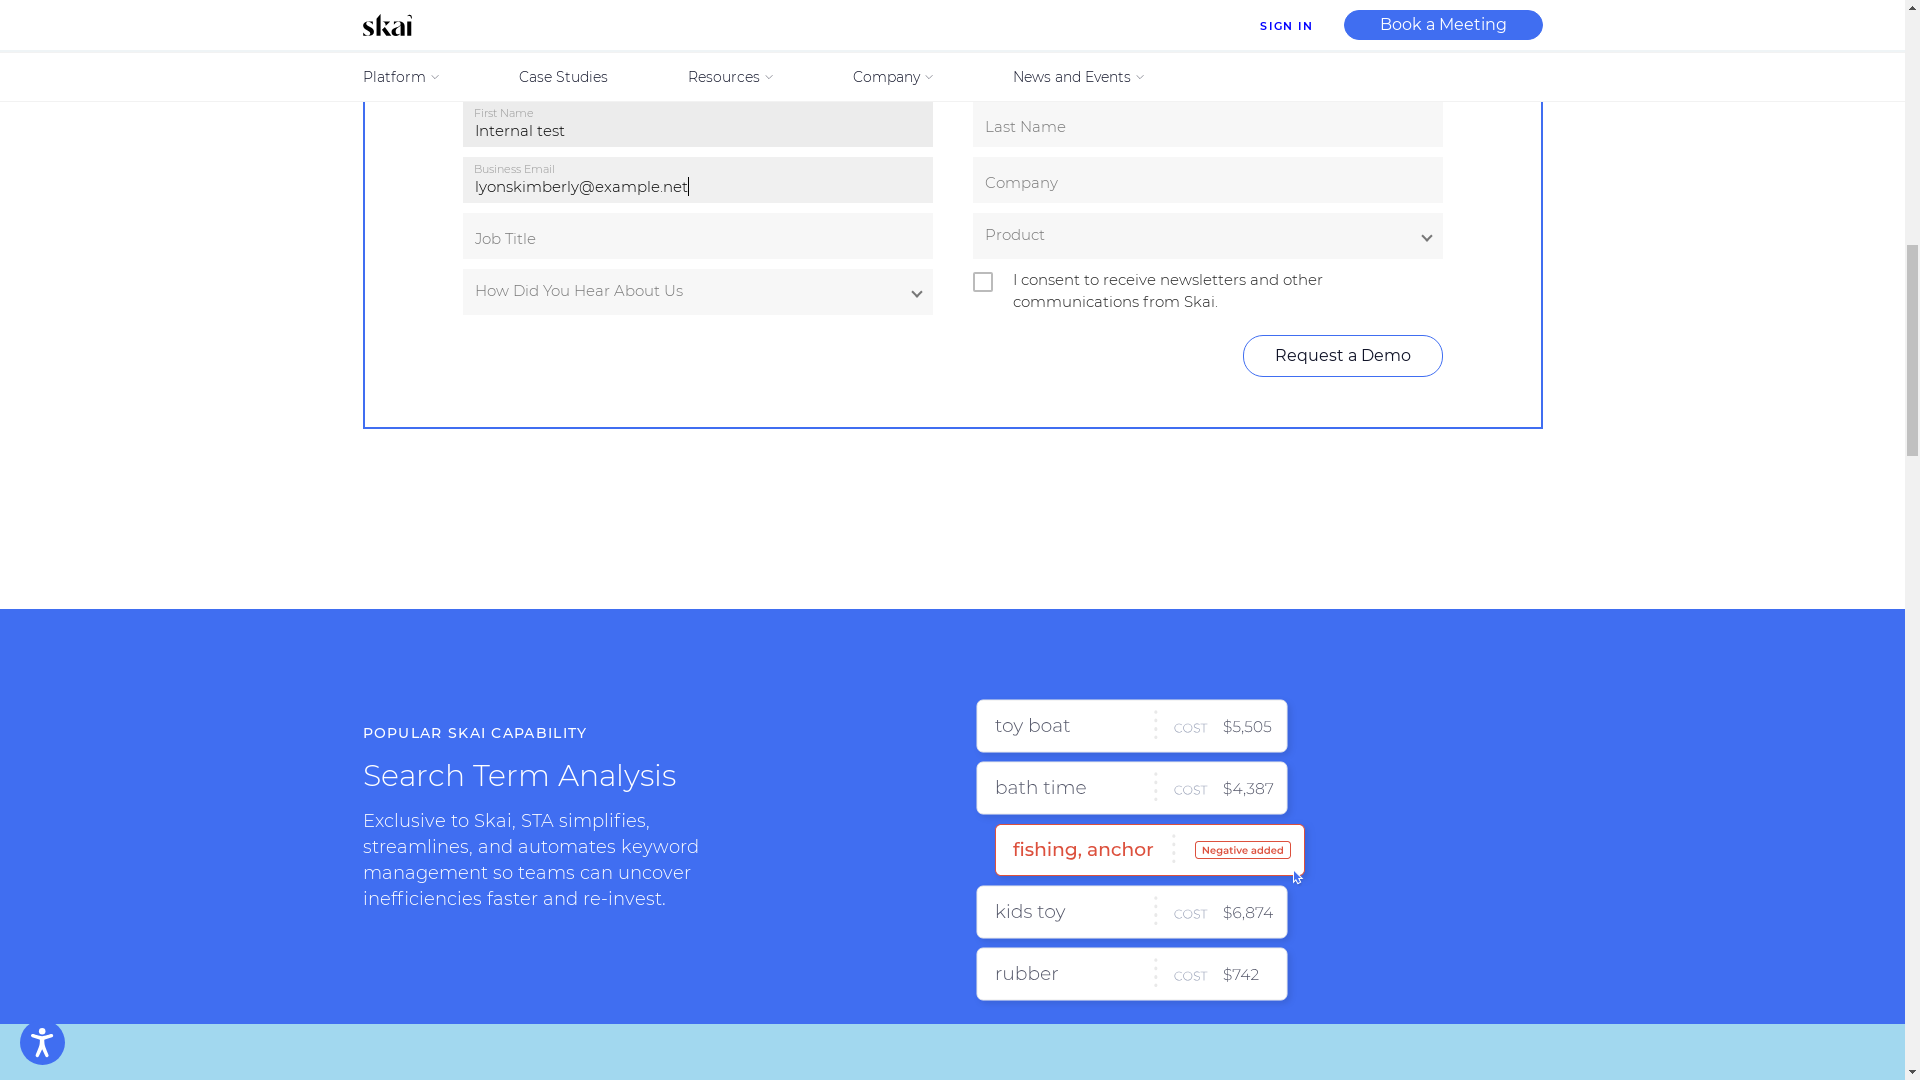 skai
SIGN IN
Book a Meeting
Platform
Case Studies
Resources
Company
News and Events
First Name
Internal test
Last Name
Business Email
lyonskimberly@example.net
Company
Job Title
Product
How Did You Hear About Us
I consent to receive newsletters and other
communications from Skai.
Request a Demo
POPULAR SKAI CAPABILITY
Search Term Analysis
Exclusive to Skai, STA simplifies,
streamlines, and automates keyword
management so teams can uncover
inefficiencies faster and re-invest.
toy boat COST $5,505
bath time COST $4,387
fishing, anchor Negative added
kids toy COST $6,874
rubber COST $742